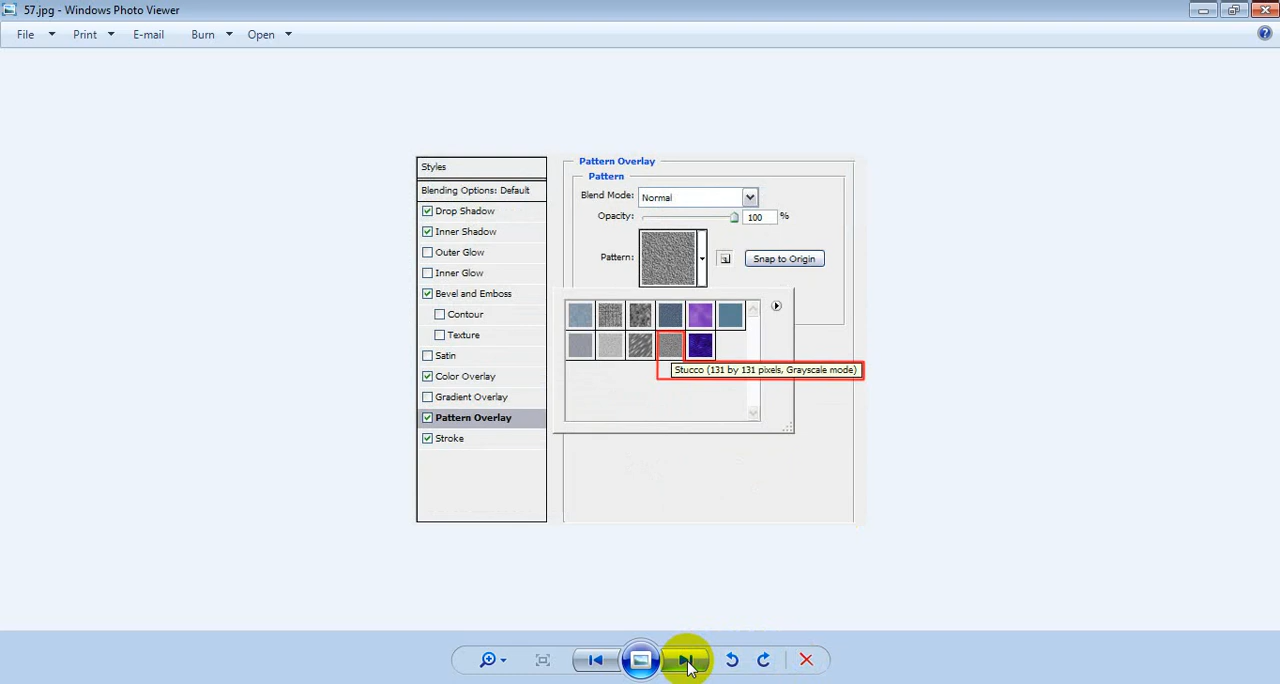 57.jpg - Windows Photo Viewer
File Print E-mail Burn Open
Styles
Blending Options: Default
Drop Shadow
Inner Shadow
Outer Glow
Inner Glow
Bevel and Emboss
Contour
Texture
Satin
Color Overlay
Gradient Overlay
Pattern Overlay
Stroke
Pattern Overlay
Pattern
Blend Mode: Normal
Opacity: 100 %
Pattern: Snap to Origin
Stucco (131 by 131 pixels, Grayscale mode)